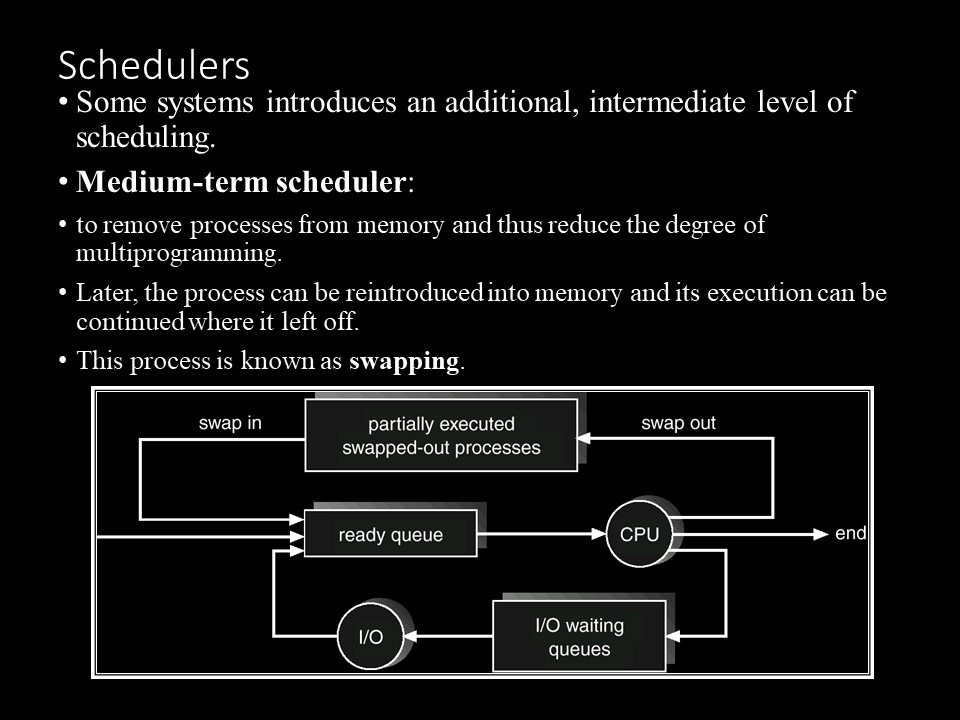 Schedulers
• Some systems introduces an additional, intermediate level of
scheduling.
• Medium-term scheduler:
• to remove processes from memory and thus reduce the degree of
multiprogramming.
• Later, the process can be reintroduced into memory and its execution can be
continued where it left off.
• This process is known as swapping.
swap in
partially executed
swapped-out processes
swap out
ready queue
CPU
end
I/O
I/O waiting
queues